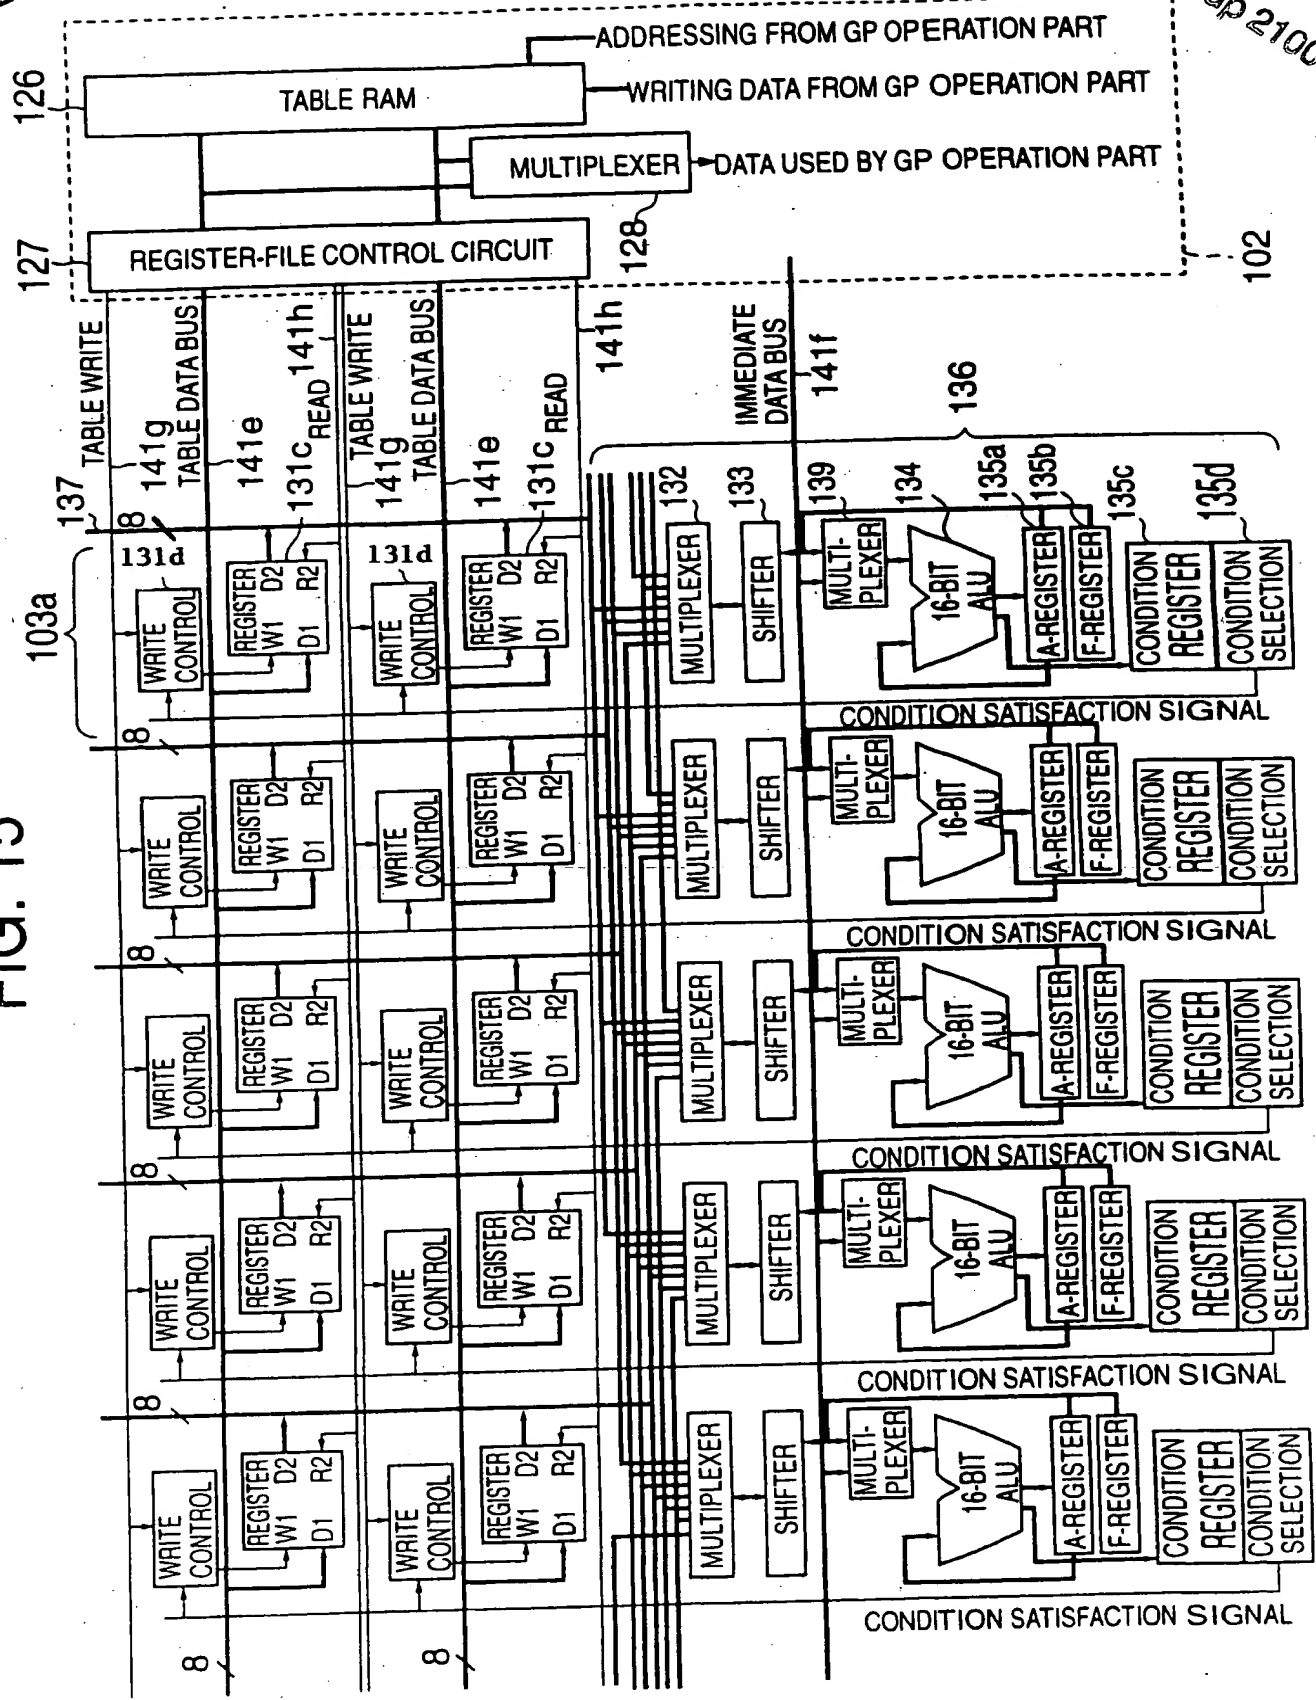 FIG. 15
gp 2100
126
TABLE RAM
ADDRESSING FROM GP OPERATION PART
WRITING DATA FROM GP OPERATION PART
MULTIPLEXER
DATA USED BY GP OPERATION PART
128
127
REGISTER-FILE CONTROL CIRCUIT
102
TABLE WRITE
141g
TABLE DATA BUS
141e
131c
READ
141h
TABLE WRITE
141g
TABLE DATA BUS
141e
131c
READ
141h
IMMEDIATE
DATA BUS
141f
136
137
103a
8
131d
WRITE
CONTROL
REGISTER
W1 D2
D1 R2
131d
WRITE
CONTROL
REGISTER
W1 D2
D1 R2
132
MULTIPLEXER
133
SHIFTER
139
MULTI-
PLEXER
134
16-BIT
ALU
135a
A-REGISTER
135b
F-REGISTER
135c
CONDITION
REGISTER
135d
CONDITION
SELECTION
CONDITION SATISFACTION SIGNAL
8
WRITE
CONTROL
REGISTER
W1 D2
D1 R2
WRITE
CONTROL
REGISTER
W1 D2
D1 R2
MULTIPLEXER
SHIFTER
MULTI-
PLEXER
16-BIT
ALU
A-REGISTER
F-REGISTER
CONDITION
REGISTER
CONDITION
SELECTION
CONDITION SATISFACTION SIGNAL
8
WRITE
CONTROL
REGISTER
W1 D2
D1 R2
WRITE
CONTROL
REGISTER
W1 D2
D1 R2
MULTIPLEXER
SHIFTER
MULTI-
PLEXER
16-BIT
ALU
A-REGISTER
F-REGISTER
CONDITION
REGISTER
CONDITION
SELECTION
CONDITION SATISFACTION SIGNAL
8
WRITE
CONTROL
REGISTER
W1 D2
D1 R2
WRITE
CONTROL
REGISTER
W1 D2
D1 R2
MULTIPLEXER
SHIFTER
MULTI-
PLEXER
16-BIT
ALU
A-REGISTER
F-REGISTER
CONDITION
REGISTER
CONDITION
SELECTION
CONDITION SATISFACTION SIGNAL
8
WRITE
CONTROL
REGISTER
W1 D2
D1 R2
WRITE
CONTROL
REGISTER
W1 D2
D1 R2
MULTIPLEXER
SHIFTER
MULTI-
PLEXER
16-BIT
ALU
A-REGISTER
F-REGISTER
CONDITION
REGISTER
CONDITION
SELECTION
CONDITION SATISFACTION SIGNAL
8
8